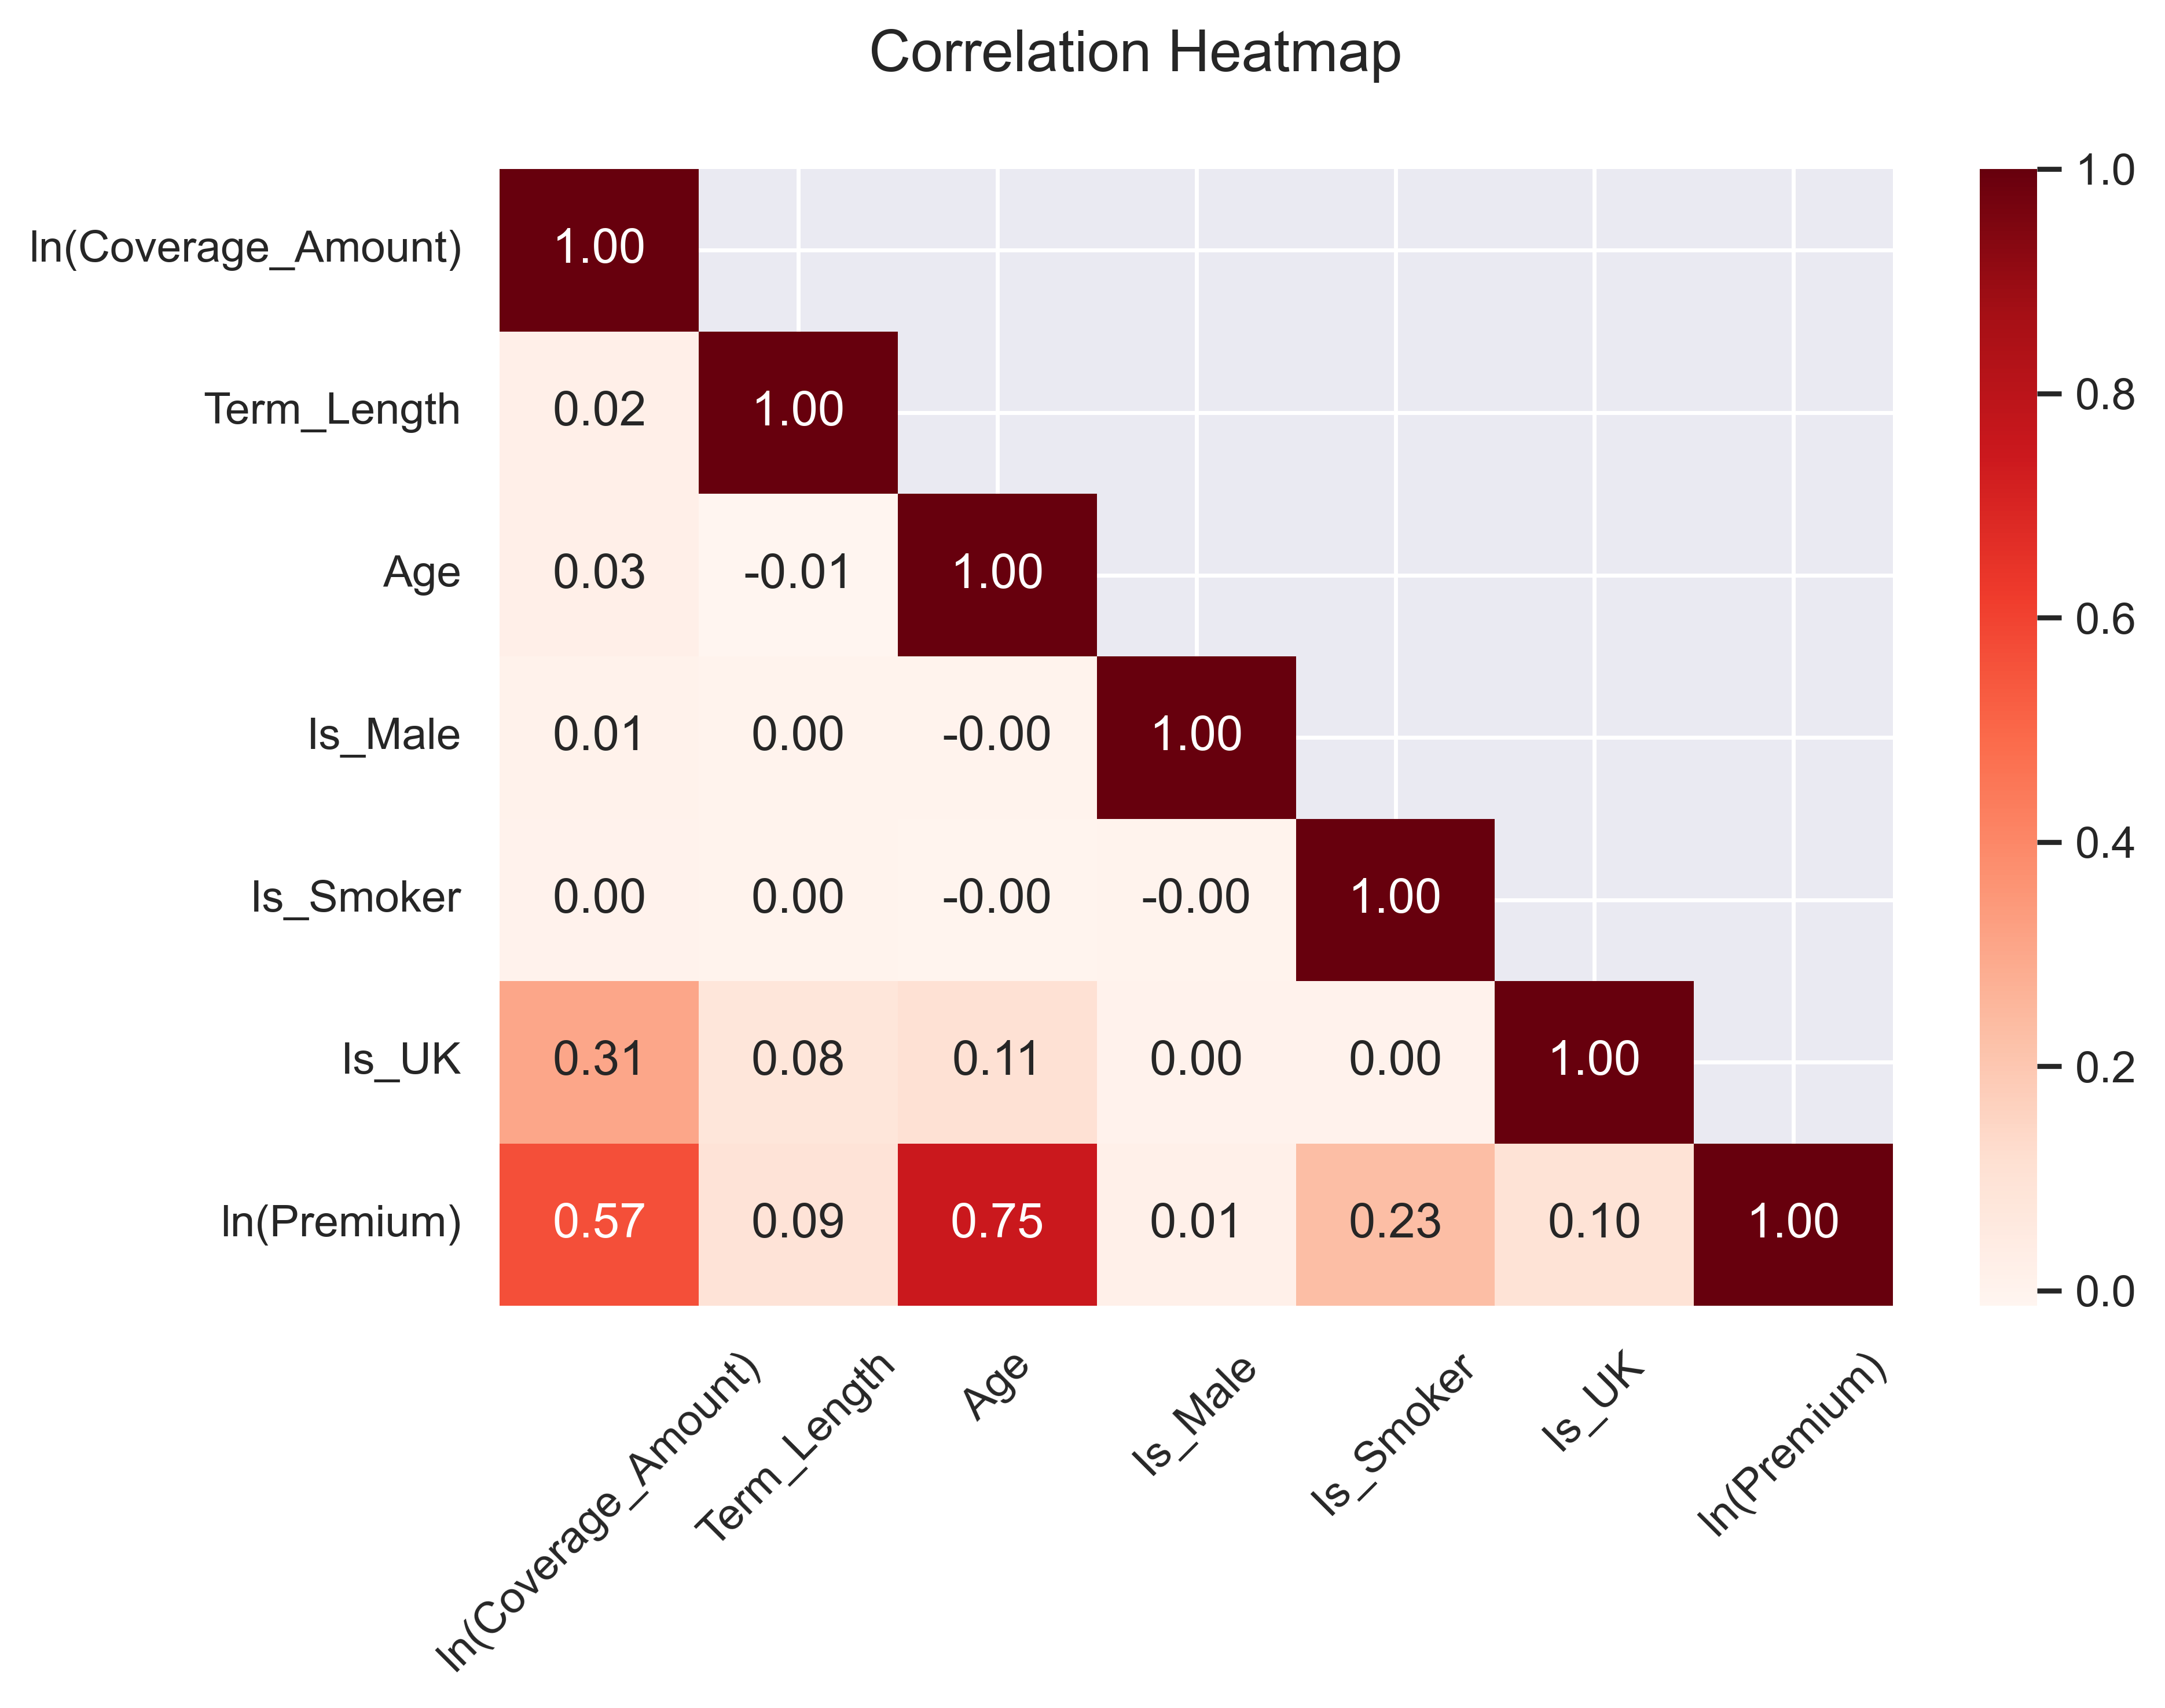 Correlation Heatmap
ln(Coverage_Amount) 1.00 1.0
Term_Length 0.02 1.00 0.8
Age 0.03 -0.01 1.00 0.6
Is_Male 0.01 0.00 -0.00 1.00
Is_Smoker 0.00 0.00 -0.00 -0.00 1.00 0.4
Is_UK 0.31 0.08 0.11 0.00 0.00 1.00 0.2
ln(Premium) 0.57 0.09 0.75 0.01 0.23 0.10 1.00 0.0
ln(Coverage_Amount) Term_Length Age Is_Male Is_Smoker Is_UK ln(Premium)